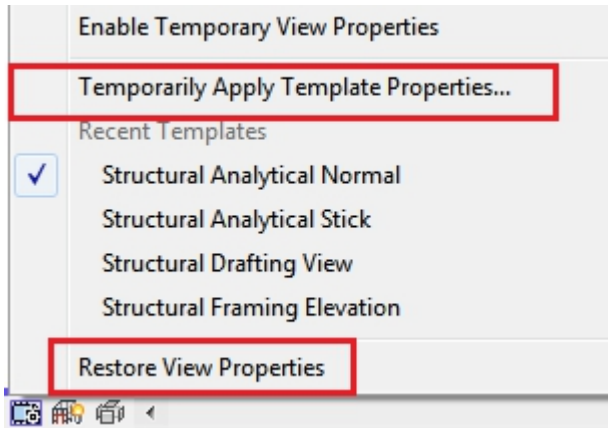 Enable Temporary View Properties
Temporarily Apply Template Properties...
Recent Templates
Structural Analytical Normal
Structural Analytical Stick
Structural Drafting View
Structural Framing Elevation
Restore View Properties